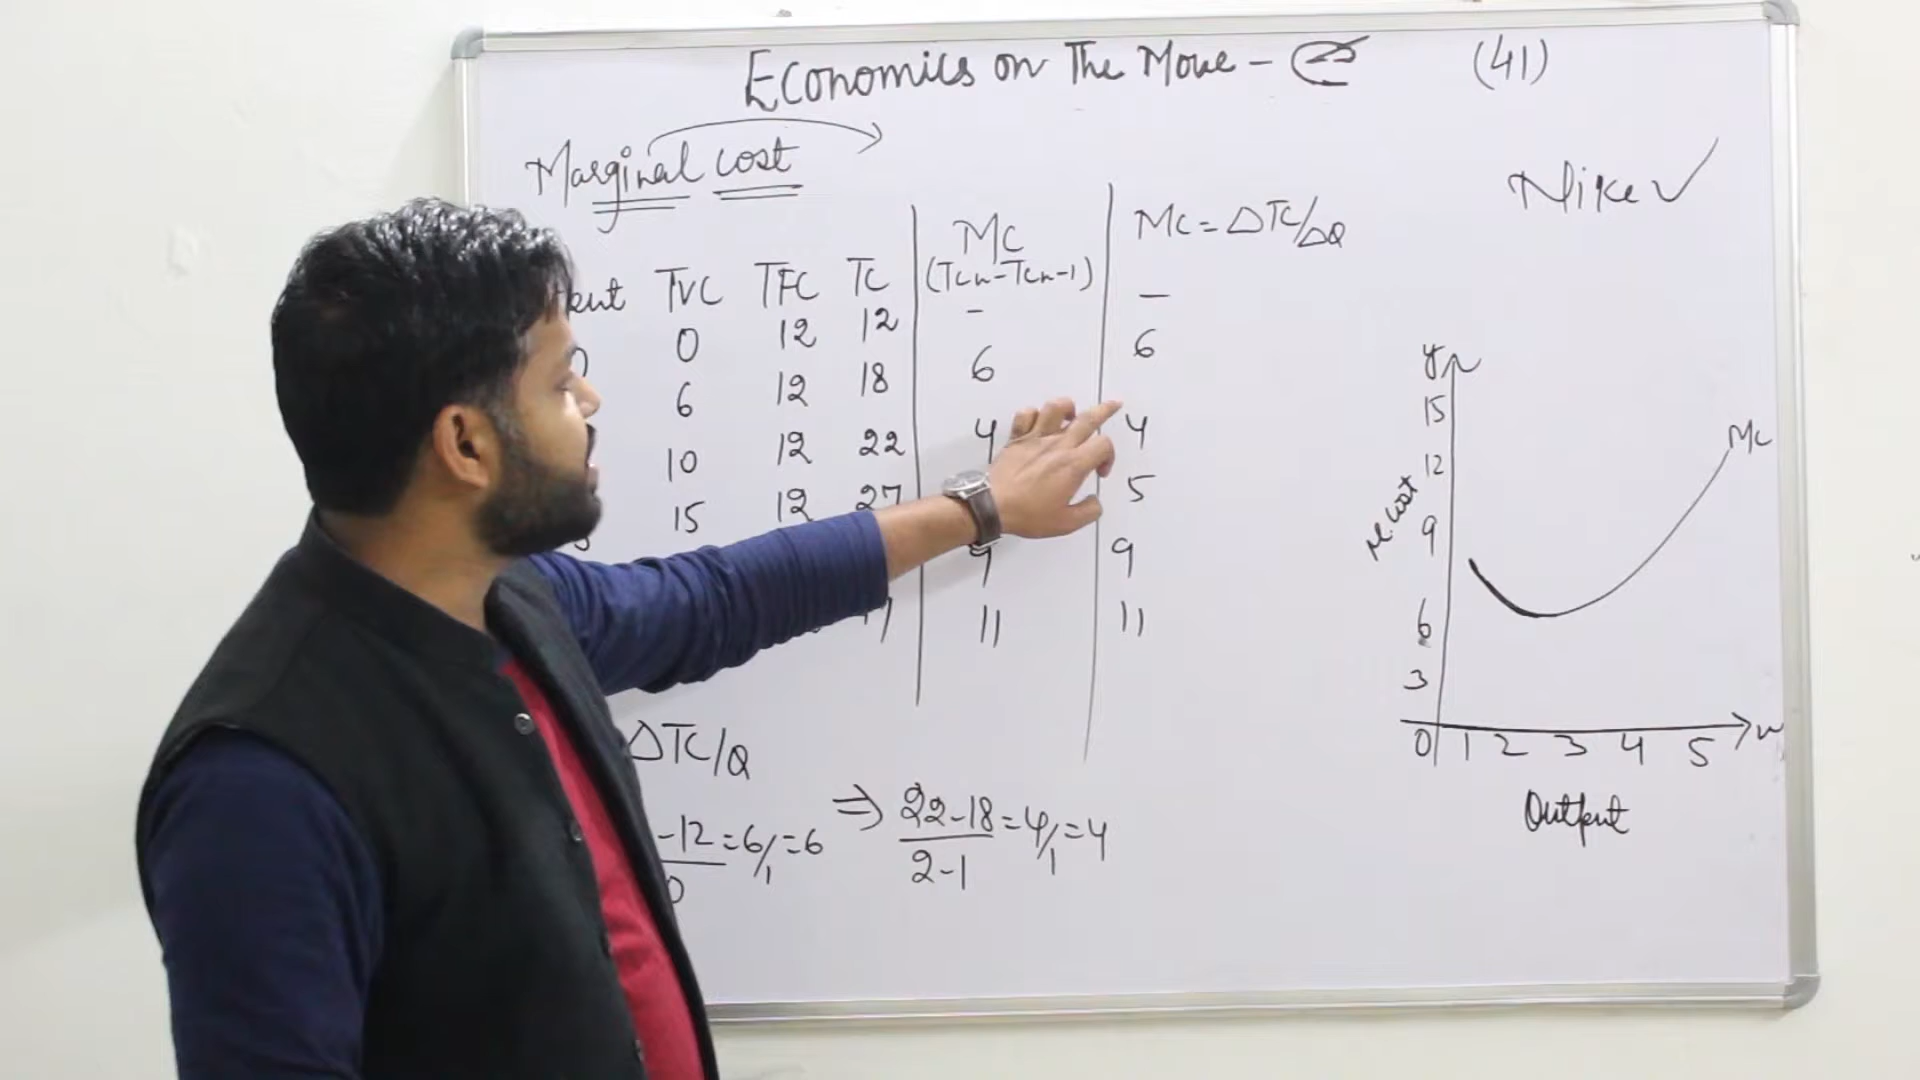 Economics on The Move - (41)
Marginal cost
Nike ✓
TVC TFC TC MC (TCn-TCn-1) MC = ΔTC/ΔQ
0 12 12 - -
6 12 18 6 6
10 12 22 4 4
15 12 27 5
9 9
11 11
ΔTC/Q
-12 = 6/1 = 6 ⇒ 22-18 = 4/1 = 4
0 2-1
y
15
12
9
6
3
M. Cost
MC
0 1 2 3 4 5
Output